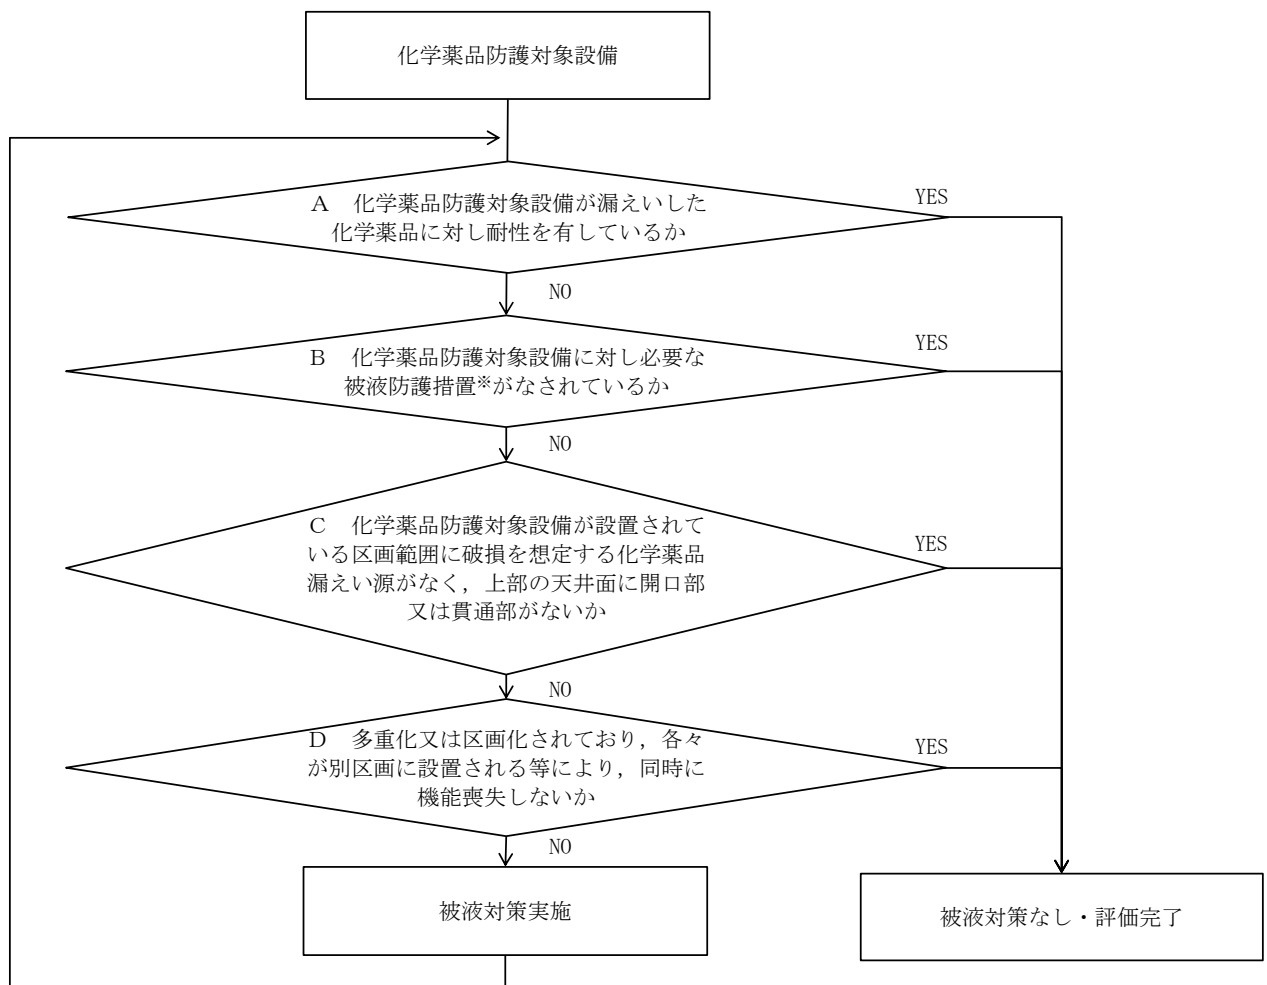 化学薬品防護対象設備
A　化学薬品防護対象設備が漏えいした
化学薬品に対し耐性を有しているか
YES
NO
B　化学薬品防護対象設備に対し必要な
被液防護措置※がなされているか
YES
NO
C　化学薬品防護対象設備が設置されて
いる区画範囲に破損を想定する化学薬品
漏えい源がなく，上部の天井面に開口部
又は貫通部がないか
YES
NO
D　多重化又は区画化されており，各々
が別区画に設置される等により，同時に
機能喪失しないか
YES
NO
被液対策実施
被液対策なし・評価完了